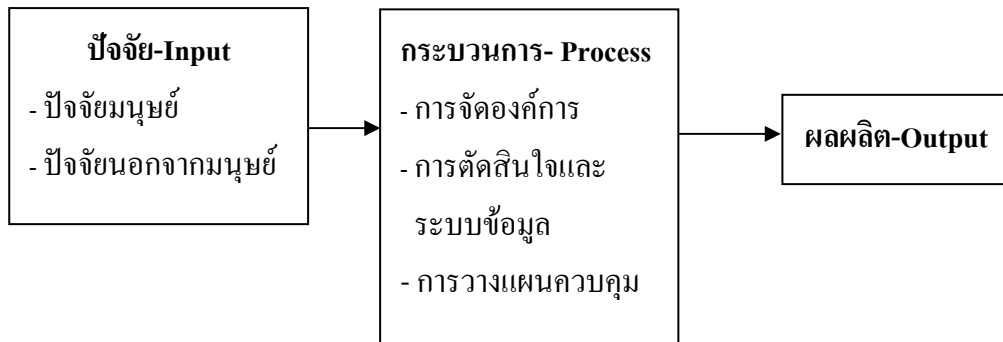 ปัจจัย-Input
- ปัจจัยมนุษย์
- ปัจจัยนอกจากมนุษย์
กระบวนการ- Process
- การจัดองค์การ
- การตัดสินใจและ
ระบบข้อมูล
- การวางแผนควบคุม
ผลผลิต-Output